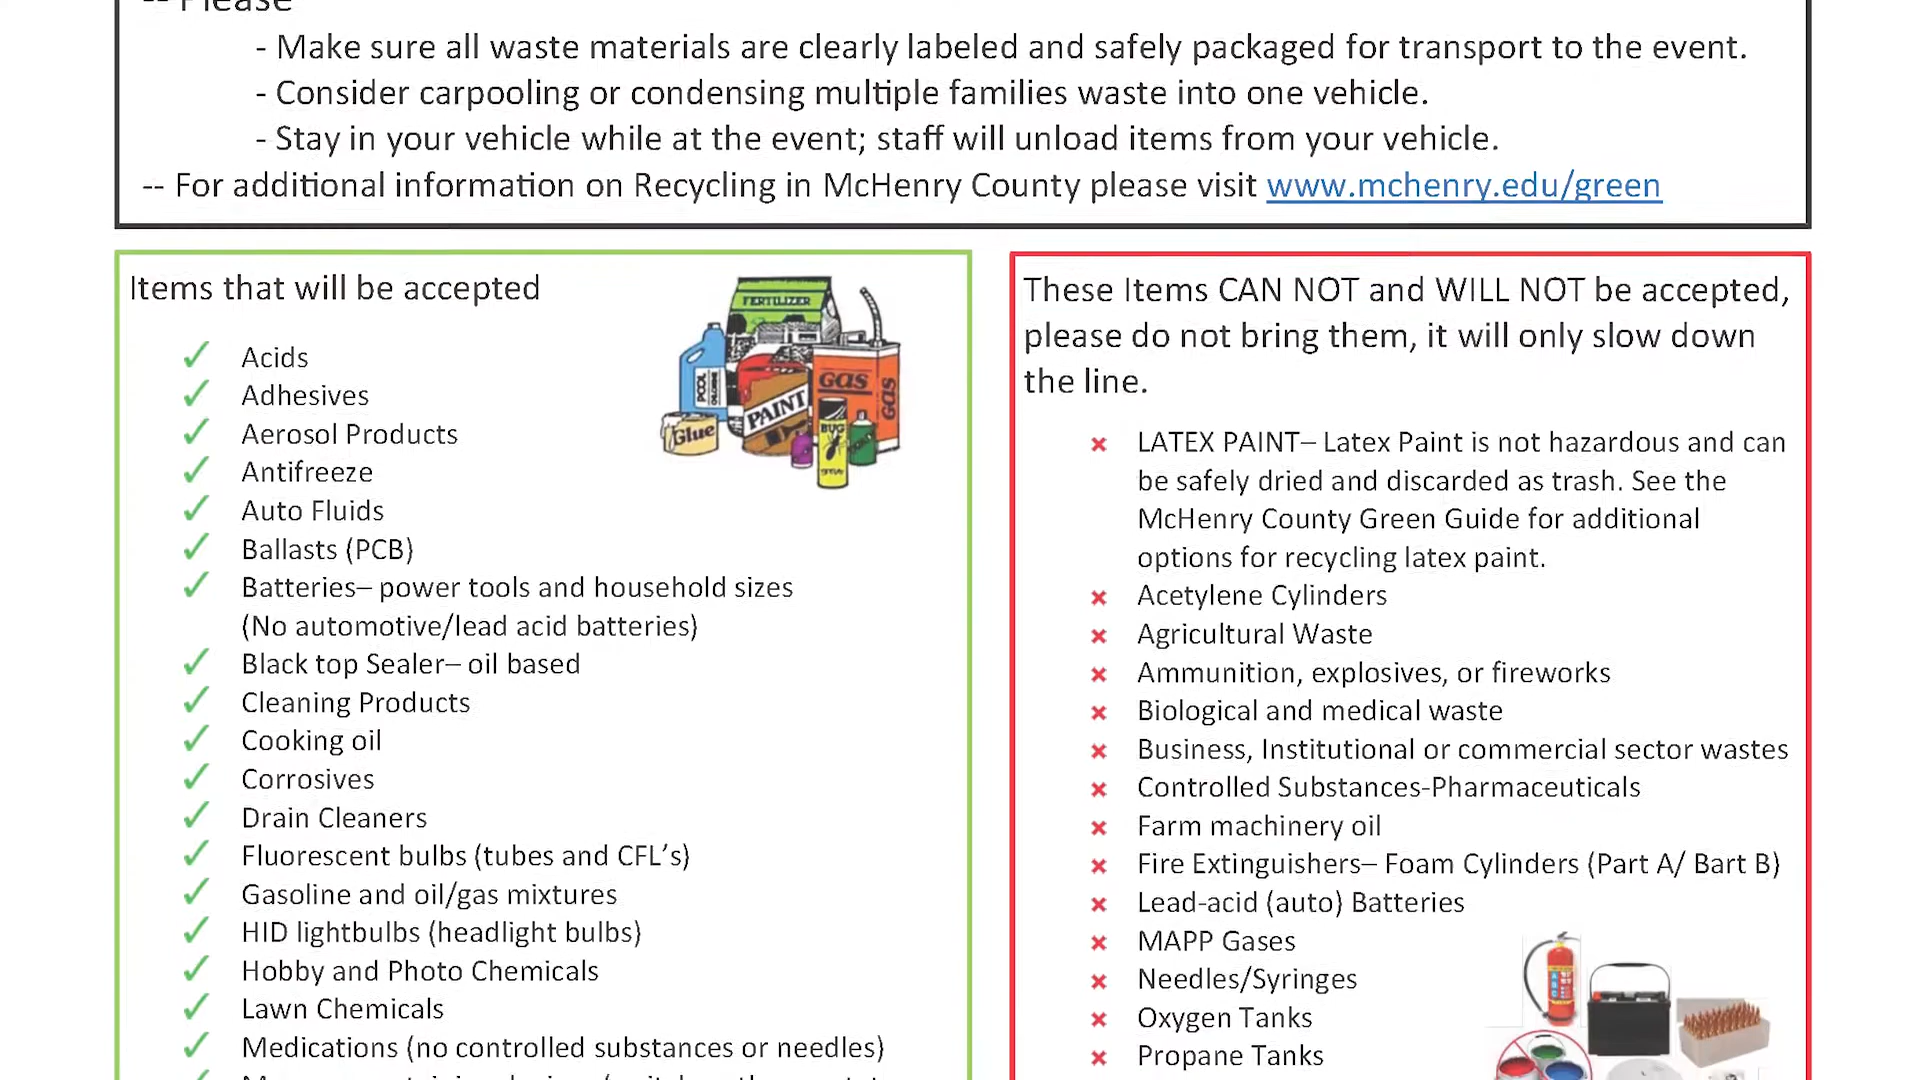 -- Please
- Make sure all waste materials are clearly labeled and safely packaged for transport to the event.
- Consider carpooling or condensing multiple families waste into one vehicle.
- Stay in your vehicle while at the event; staff will unload items from your vehicle.
-- For additional information on Recycling in McHenry County please visit www.mchenry.edu/green
Items that will be accepted
FERTILIZER
POOL
GAS
GAS
PAINT
Glue
BUG
✓ Acids
✓ Adhesives
✓ Aerosol Products
✓ Antifreeze
✓ Auto Fluids
✓ Ballasts (PCB)
✓ Batteries– power tools and household sizes
(No automotive/lead acid batteries)
✓ Black top Sealer– oil based
✓ Cleaning Products
✓ Cooking oil
✓ Corrosives
✓ Drain Cleaners
✓ Fluorescent bulbs (tubes and CFL’s)
✓ Gasoline and oil/gas mixtures
✓ HID lightbulbs (headlight bulbs)
✓ Hobby and Photo Chemicals
✓ Lawn Chemicals
✓ Medications (no controlled substances or needles)
These Items CAN NOT and WILL NOT be accepted,
please do not bring them, it will only slow down
the line.
× LATEX PAINT– Latex Paint is not hazardous and can
be safely dried and discarded as trash. See the
McHenry County Green Guide for additional
options for recycling latex paint.
× Acetylene Cylinders
× Agricultural Waste
× Ammunition, explosives, or fireworks
× Biological and medical waste
× Business, Institutional or commercial sector wastes
× Controlled Substances-Pharmaceuticals
× Farm machinery oil
× Fire Extinguishers– Foam Cylinders (Part A/ Bart B)
× Lead-acid (auto) Batteries
× MAPP Gases
× Needles/Syringes
× Oxygen Tanks
× Propane Tanks